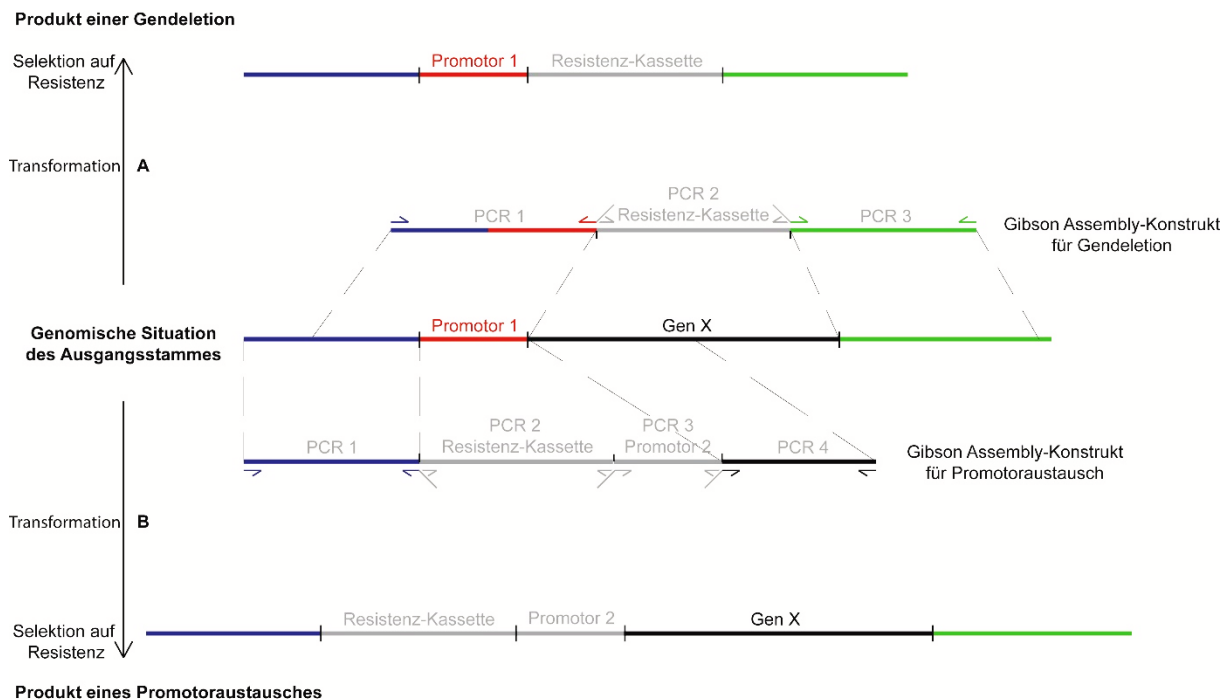 Produkt einer Gendeletion
Selektion auf
Resistenz
Promotor 1
Resistenz-Kassette
Transformation
A
PCR 1
PCR 2
Resistenz-Kassette
PCR 3
Gibson Assembly-Konstrukt
für Gendeletion
Genomische Situation
des Ausgangsstammes
Promotor 1
Gen X
PCR 1
PCR 2
Resistenz-Kassette
PCR 3
Promotor 2
PCR 4
Gibson Assembly-Konstrukt
für Promotoraustausch
Transformation
B
Selektion auf
Resistenz
Resistenz-Kassette
Promotor 2
Gen X
Produkt eines Promotoraustausches